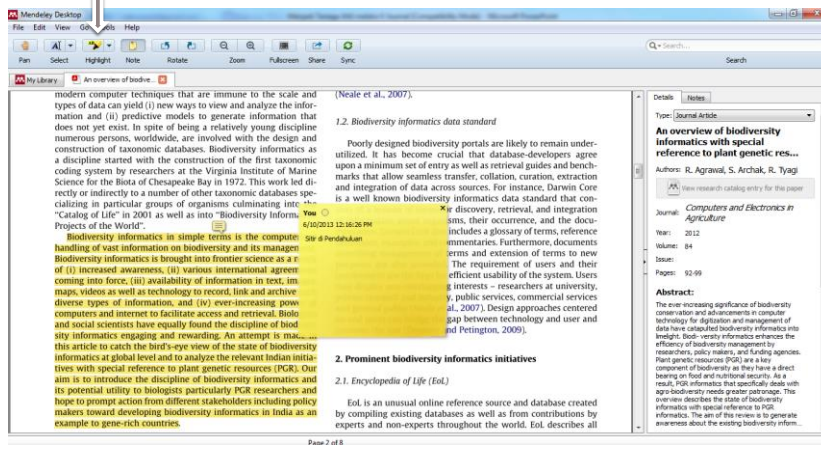 Mendeley Desktop
File Edit View Go Tools Help
Pan Select Highlight Note Rotate Zoom Fullscreen Share Sync
Search...
Search
My Library An overview of biodive...
modern computer techniques that are immune to the scale and
types of data can yield (i) new ways to view and analyze the infor-
mation and (ii) predictive models to generate information that
does not yet exist. In spite of being a relatively young discipline
numerous persons, worldwide, are involved with the design and
construction of taxonomic databases. Biodiversity informatics as
a discipline started with the construction of the first taxonomic
coding system by researchers at the Virginia Institute of Marine
Science for the Biota of Chesapeake Bay in 1972. This work led di-
rectly or indirectly to a number of other taxonomic databases spe-
cializing in particular groups of organisms culminating into the
"Catalog of Life" in 2001 as well as into "Biodiversity Inform
Projects of the World".
Biodiversity informatics in simple terms is the compute
handling of vast information on biodiversity and its manage
Biodiversity informatics is brought into frontier science as a
of (i) increased awareness, (ii) various international agreem
coming into force, (iii) availability of information in text, im
maps, videos as well as technology to record, link and archive
diverse types of information, and (iv) ever-increasing powe
computers and internet to facilitate access and retrieval. Biolo
and social scientists have equally found the discipline of biod
sity informatics engaging and rewarding. An attempt is made in
this article to catch the bird's-eye view of the state of biodiversity
informatics at global level and to analyze the relevant Indian initia-
tives with special reference to plant genetic resources (PGR). Our
aim is to introduce the discipline of biodiversity informatics and
its potential utility to biologists particularly PGR researchers and
hope to prompt action from different stakeholders including policy
makers toward developing biodiversity informatics in India as an
example to gene-rich countries.
(Neale et al., 2007).
1.2. Biodiversity informatics data standard
Poorly designed biodiversity portals are likely to remain under-
utilized. It has become crucial that database-developers agree
upon a minimum set of entry as well as retrieval guides and bench-
marks that allow seamless transfer, collation, curation, extraction
and integration of data across sources. For instance, Darwin Core
is a well known biodiversity informatics data standard that con-
r discovery, retrieval, and integration
sms, their occurrence, and the docu-
includes a glossary of terms, reference
ommentaries. Furthermore, documents
terms and extension of terms to new
The requirement of users and their
efficient usability of the system. Users
g interests – researchers at university,
y, public services, commercial services
al., 2007). Design approaches centered
gap between technology and user and
nd Petington, 2009).
You
6/10/2013 12:16:26 PM
Sitir di Pendahuluan
2. Prominent biodiversity informatics initiatives
2.1. Encyclopedia of Life (EoL)
EoL is an unusual online reference source and database created
by compiling existing databases as well as from contributions by
experts and non-experts throughout the world. EoL describes all
Page 2 of 8
Details Notes
Type: Journal Article
An overview of biodiversity
informatics with special
reference to plant genetic res...
Authors: R. Agrawal, S. Archak, R. Tyagi
View research catalog entry for this paper
Journal: Computers and Electronics in
Agriculture
Year: 2012
Volume: 84
Issue:
Pages: 92-99
Abstract:
The ever-increasing significance of biodiversity
conservation and advancements in computer
technology for digitization and management of
data have catapulted biodiversity informatics into
limelight. Biodi- versity informatics enhances the
efficiency of biodiversity management by
researchers, policy makers, and funding agencies.
Plant genetic resources (PGR) are a key
component of biodiversity as they have a direct
bearing on food and nutritional security. As a
result, PGR informatics that specifically deals with
agro-biodiversity needs greater patronage. This
overview describes the state of biodiversity
informatics with special reference to PGR
informatics. The aim of this review is to generate
awareness about the existing biodiversity inform...